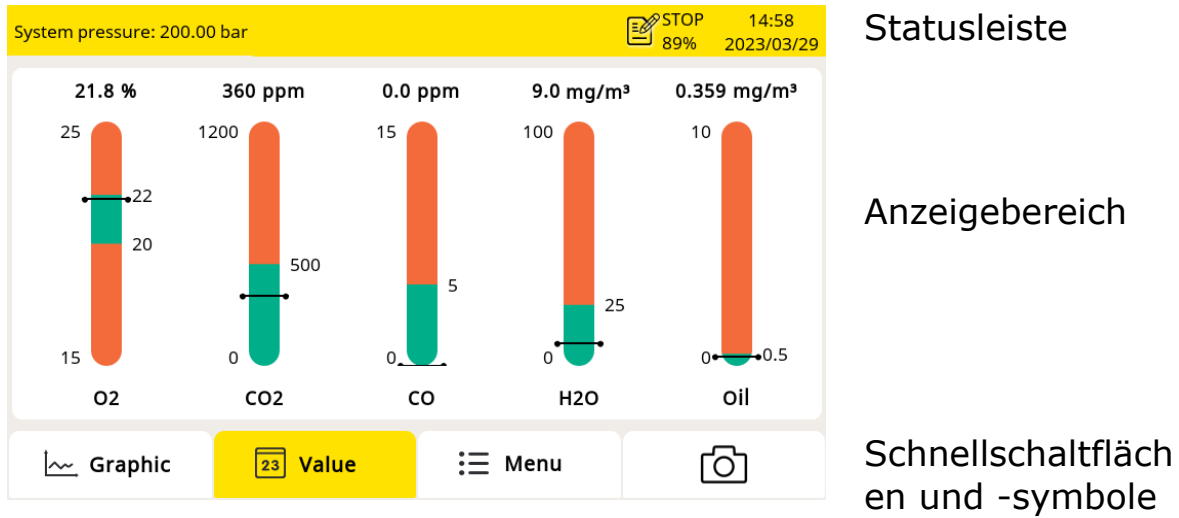 System pressure: 200.00 bar
STOP
89%
14:58
2023/03/29
Statusleiste
21.8 %
360 ppm
0.0 ppm
9.0 mg/m³
0.359 mg/m³
25
1200
15
100
10
22
20
500
5
25
15
0
0
0
0
0.5
O2
CO2
CO
H2O
Oil
Anzeigebereich
Graphic
23
Value
Menu
Schnellschaltfläch
en und -symbole